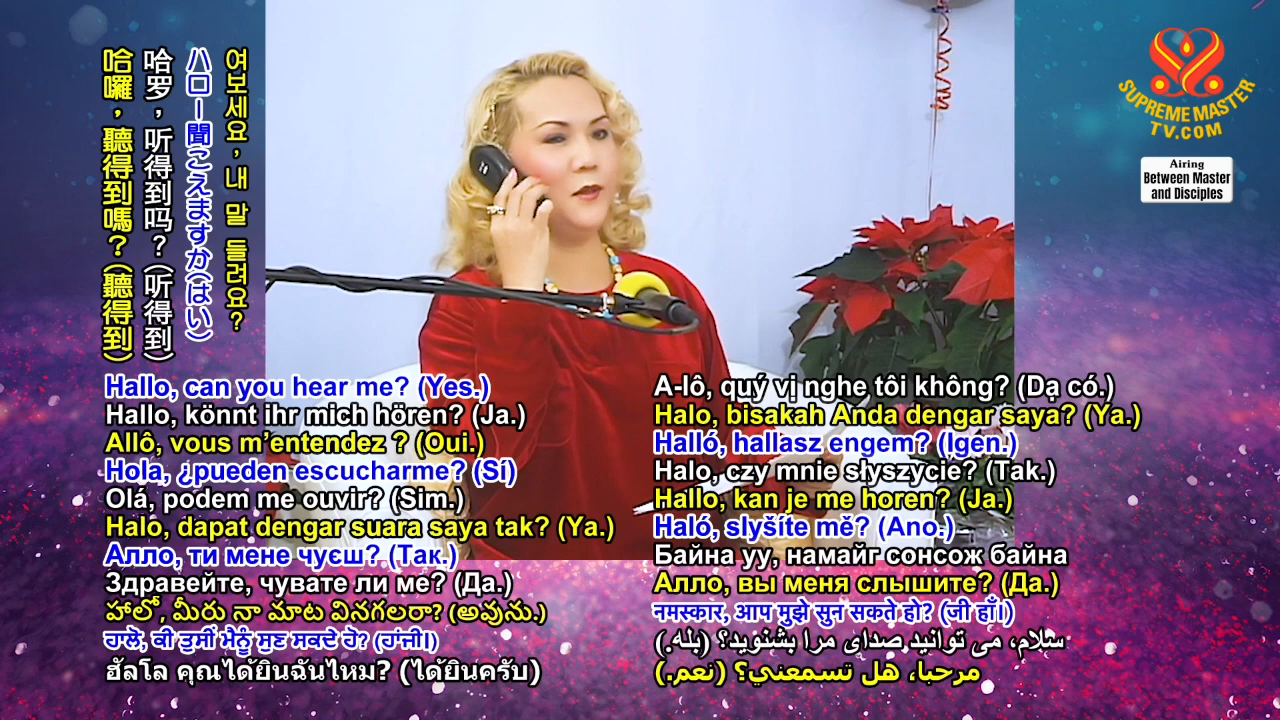 哈囉，聽得到嗎？（聽得到）
哈罗，听得到吗？（听得到）
ハロー聞こえますか(はい)
여보세요, 내 말 들려요?
SUPREME MASTER
TV.COM
Airing
Between Master
and Disciples
Hallo, can you hear me? (Yes.)
Hallo, könnt ihr mich hören? (Ja.)
Allô, vous m’entendez ? (Oui.)
Hola, ¿pueden escucharme? (Sí)
Olá, podem me ouvir? (Sim.)
Halo, dapat dengar suara saya tak? (Ya.)
Алло, ти мене чуєш? (Так.)
Здравейте, чувате ли ме? (Да.)
హలో, మీరు నా మాట వినగలరా? (అవును.)
ਹਾਲੋ, ਕੀ ਤੁਸੀਂ ਮੈਨੂੰ ਸੁਣ ਸਕਦੇ ਹੋ? (ਹਾਂਜੀ।)
ฮัลโล คุณได้ยินฉันไหม? (ได้ยินครับ)
A-lô, quý vị nghe tôi không? (Dạ có.)
Halo, bisakah Anda dengar saya? (Ya.)
Halló, hallasz engem? (Igén.)
Halo, czy mnie słyszycie? (Tak.)
Hallo, kan je me horen? (Ja.)
Haló, slyšíte mě? (Ano.)
Байна уу, намайг сонсож байна
Алло, вы меня слышите? (Да.)
नमस्कार, आप मुझे सुन सकते हो? (जी हाँ।)
سلام، می توانید صدای مرا بشنوید؟ (بله.)
مرحبا، هل تسمعني؟ (نعم.)